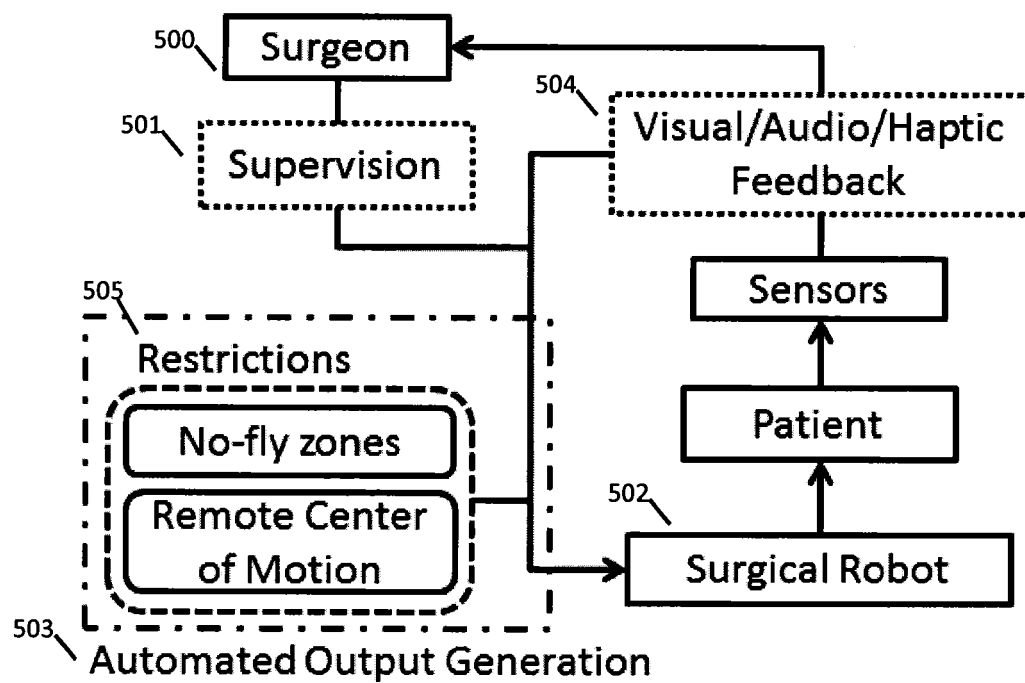 500
Surgeon
504
501
Visual/Audio/Haptic
Feedback
Supervision
Sensors
505
Restrictions
No-fly zones
Patient
Remote Center
of Motion
502
Surgical Robot
503
Automated Output Generation